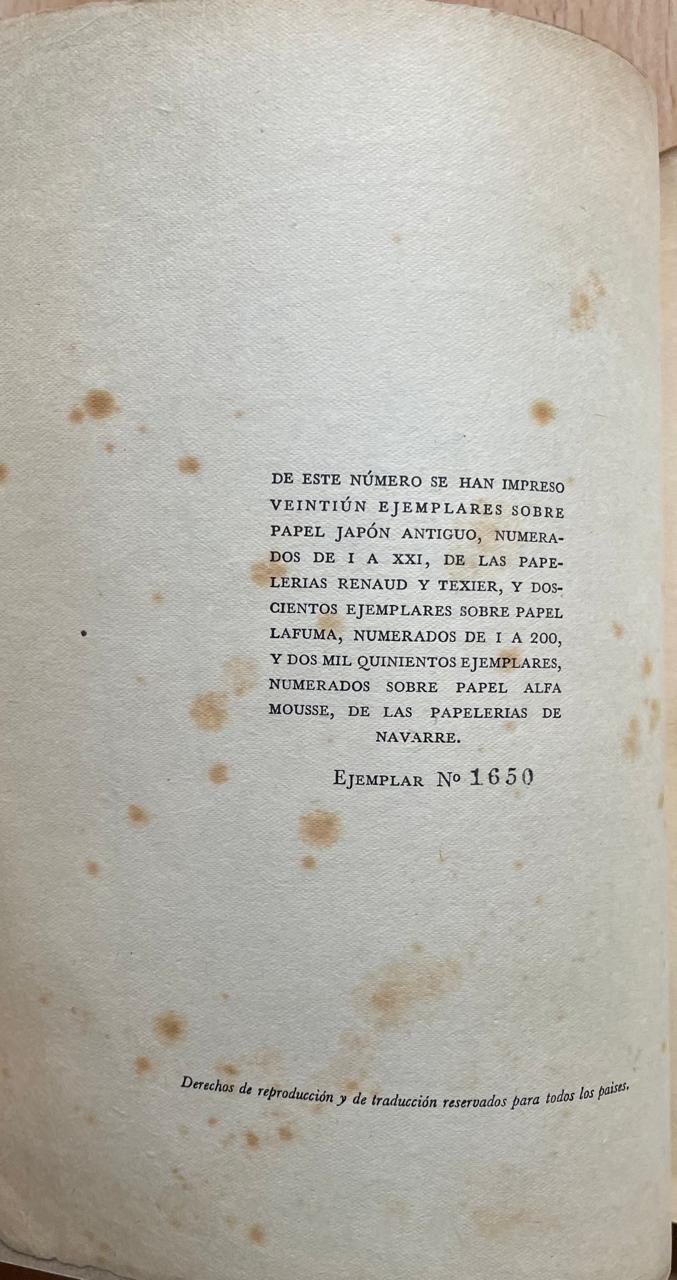 DE ESTE NÚMERO SE HAN IMPRESO
VEINTIÚN EJEMPLARES SOBRE
PAPEL JAPÓN ANTIGUO, NUMERA-
DOS DE I A XXI, DE LAS PAPE-
LERIAS RENAUD Y TEXIER, Y DOS-
CIENTOS EJEMPLARES SOBRE PAPEL
LAFUMA, NUMERADOS DE I A 200,
Y DOS MIL QUINIENTOS EJEMPLARES,
NUMERADOS SOBRE PAPEL ALFA
MOUSSE, DE LAS PAPELERIAS DE
NAVARRE.
EJEMPLAR Nº 1650
Derechos de reproducción y de traducción reservados para todos los paises.